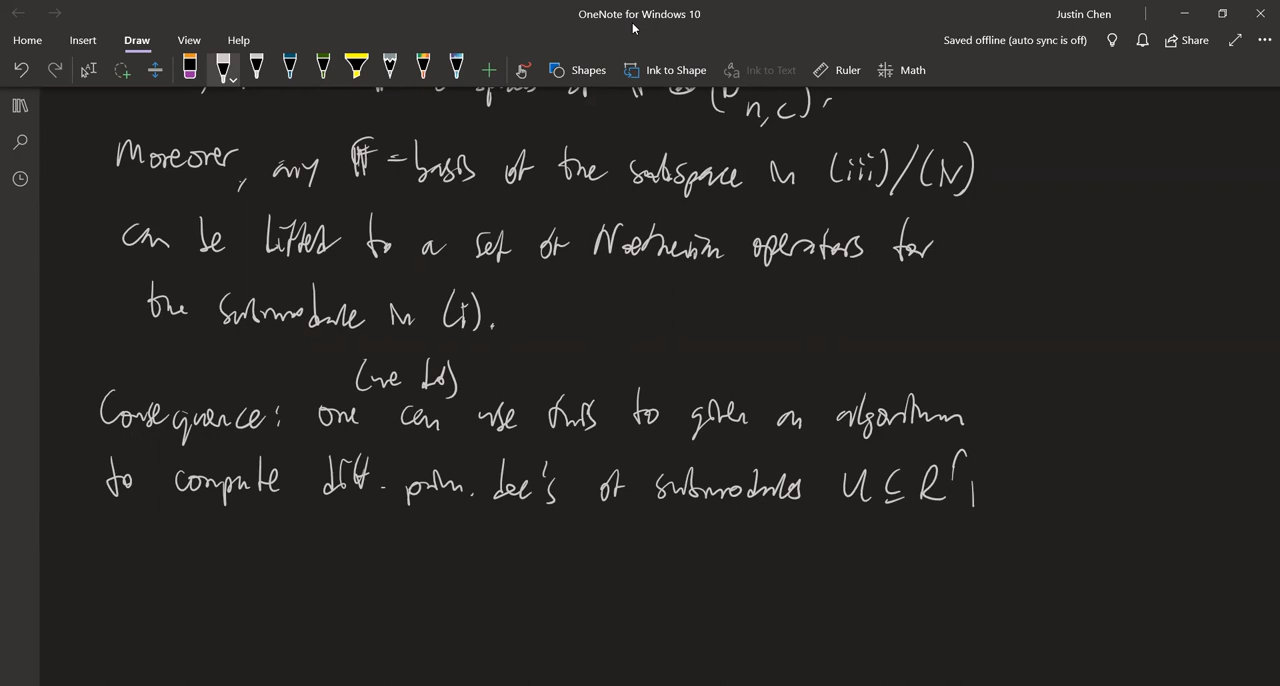 OneNote for Windows 10
Justin Chen
Home Insert Draw View Help
Saved offline (auto sync is off) Share
Shapes Ink to Shape Ink to Text Ruler Math
n,c).
Moreover, any F-basis of the subspace in (iii)/(iv)
can be lifted to a set of Noetherian operators for
the submodule in (i).
(we do)
Consequence: one can use this to given an algorithm
to compute diff. prim. dec's of submodules U ⊆ R^r,